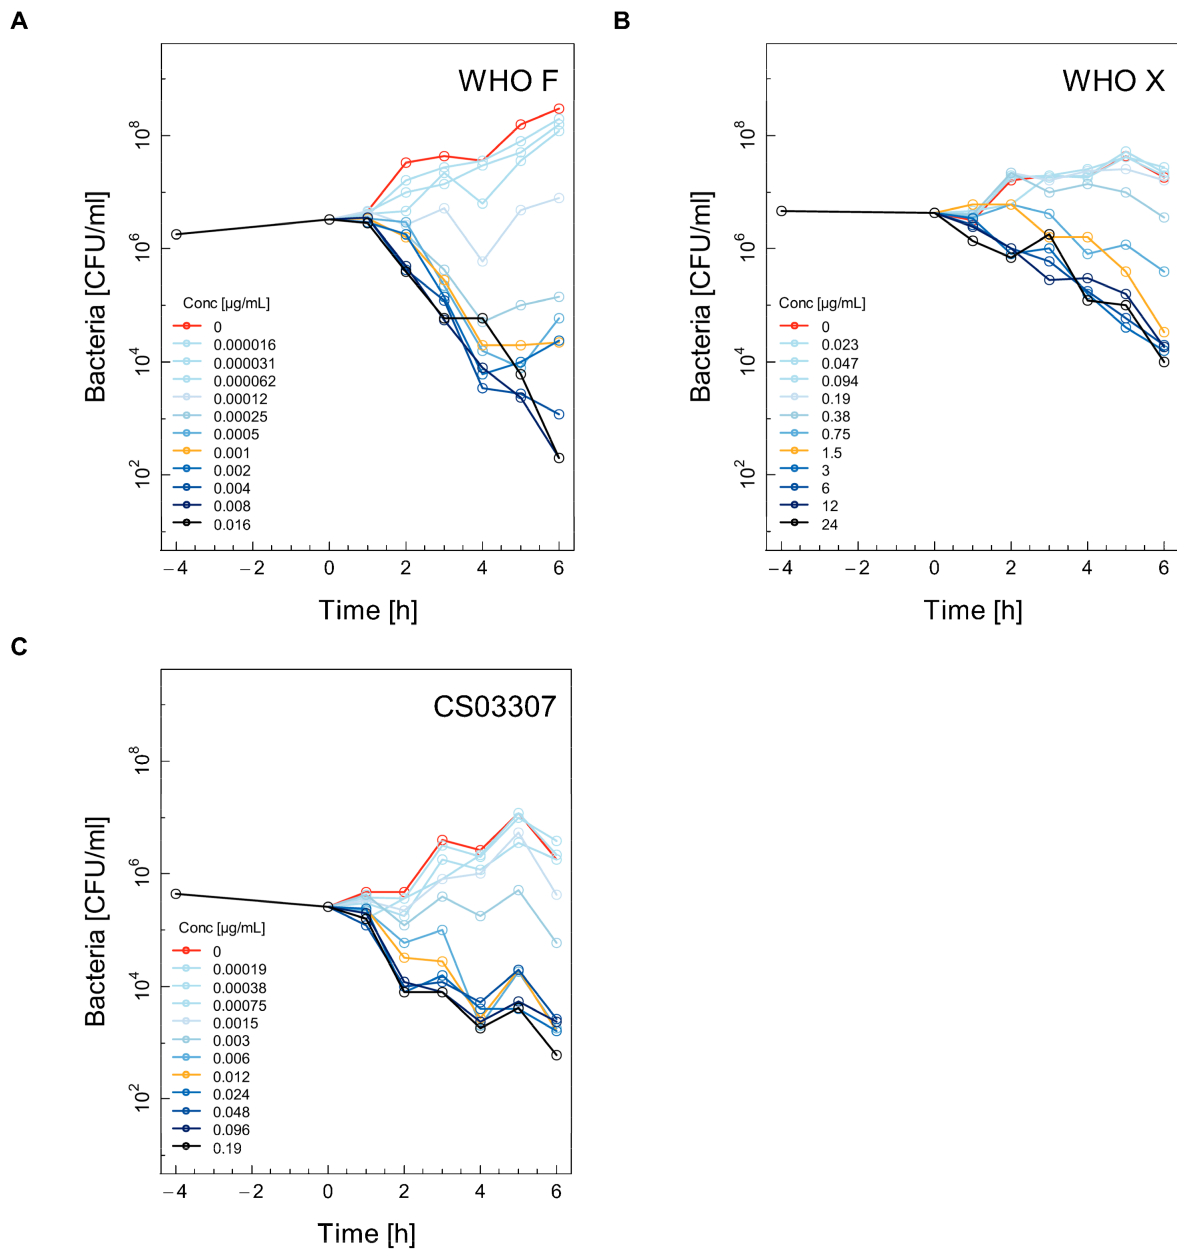 A
WHO F
Bacteria [CFU/ml]
10^8
10^6
10^4
10^2
Conc [µg/mL]
0
0.000016
0.000031
0.000062
0.00012
0.00025
0.0005
0.001
0.002
0.004
0.008
0.016
−4 −2 0 2 4 6
Time [h]
B
WHO X
Bacteria [CFU/ml]
10^8
10^6
10^4
10^2
Conc [µg/mL]
0
0.023
0.047
0.094
0.19
0.38
0.75
1.5
3
6
12
24
−4 −2 0 2 4 6
Time [h]
C
CS03307
Bacteria [CFU/ml]
10^8
10^6
10^4
10^2
Conc [µg/mL]
0
0.00019
0.00038
0.00075
0.0015
0.003
0.006
0.012
0.024
0.048
0.096
0.19
−4 −2 0 2 4 6
Time [h]